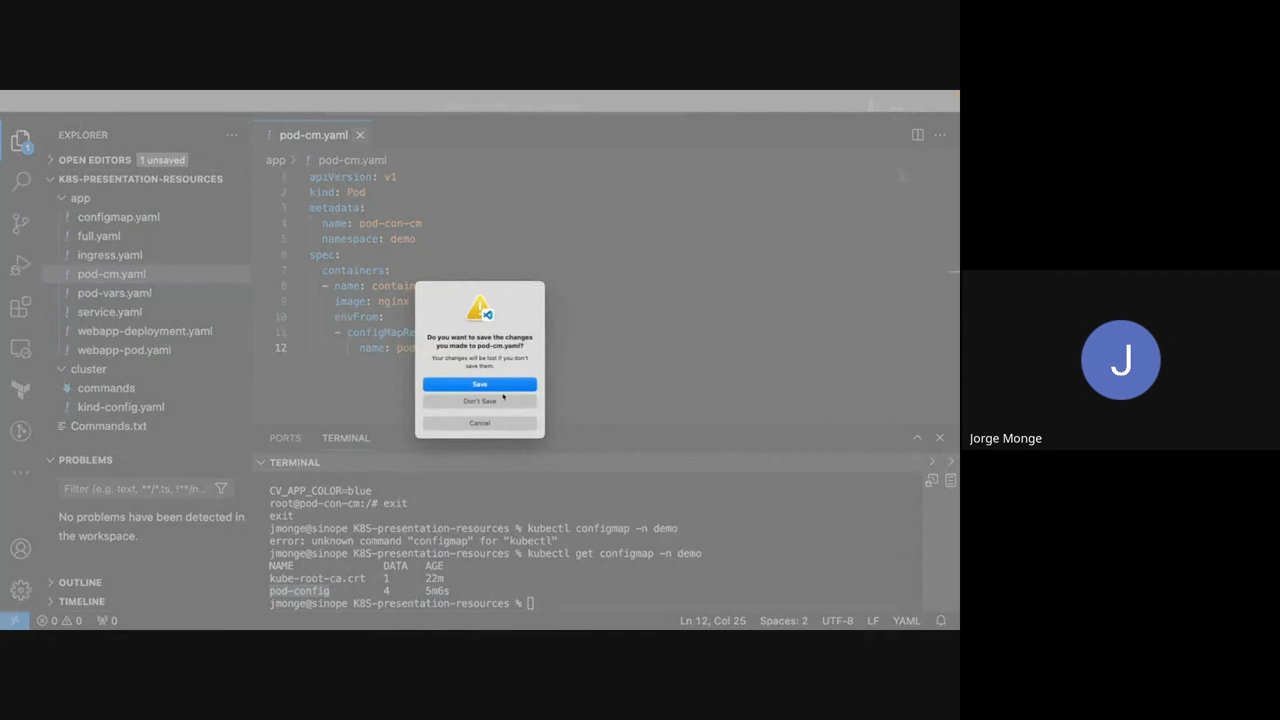 EXPLORER
OPEN EDITORS 1 unsaved
K8S-PRESENTATION-RESOURCES
app
configmap.yaml
full.yaml
ingress.yaml
pod-cm.yaml
pod-vars.yaml
service.yaml
webapp-deployment.yaml
webapp-pod.yaml
cluster
commands
kind-config.yaml
Commands.txt
PROBLEMS
Filter (e.g. text, **/*.ts, !**/n...
No problems have been detected in
the workspace.
OUTLINE
TIMELINE
pod-cm.yaml
app > pod-cm.yaml
1 apiVersion: v1
2 kind: Pod
3 metadata:
4 name: pod-con-cm
5 namespace: demo
6 spec:
7 containers:
8 - name: contain
9 image: nginx
10 envFrom:
11 - configMapRe
12 name: pod
Do you want to save the changes
you made to pod-cm.yaml?
Your changes will be lost if you don't
save them.
Save
Don't Save
Cancel
PORTS TERMINAL
TERMINAL
CV_APP_COLOR=blue
root@pod-con-cm:/# exit
exit
jmonge@sinope K8S-presentation-resources % kubectl configmap -n demo
error: unknown command "configmap" for "kubectl"
jmonge@sinope K8S-presentation-resources % kubectl get configmap -n demo
NAME DATA AGE
kube-root-ca.crt 1 22m
pod-config 4 5m6s
jmonge@sinope K8S-presentation-resources %
0 0 0 Ln 12, Col 25 Spaces: 2 UTF-8 LF YAML
J
Jorge Monge